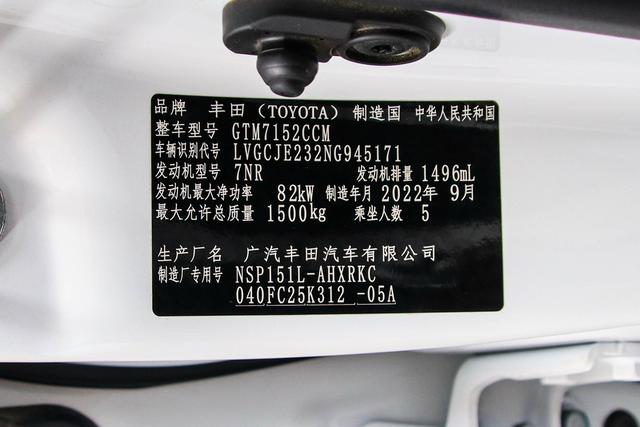 品牌 丰田（TOYOTA） 制造国 中华人民共和国
整车型号 GTM7152CCM
车辆识别代号 LVGCJE232NG945171
发动机型号 7NR 发动机排量 1496mL
发动机最大净功率 82kW 制造年月 2022年 9月
最大允许总质量 1500kg 乘坐人数 5
生产厂名 广汽丰田汽车有限公司
制造厂专用号 NSP151L-AHXRKC
040FC25K312 -05A